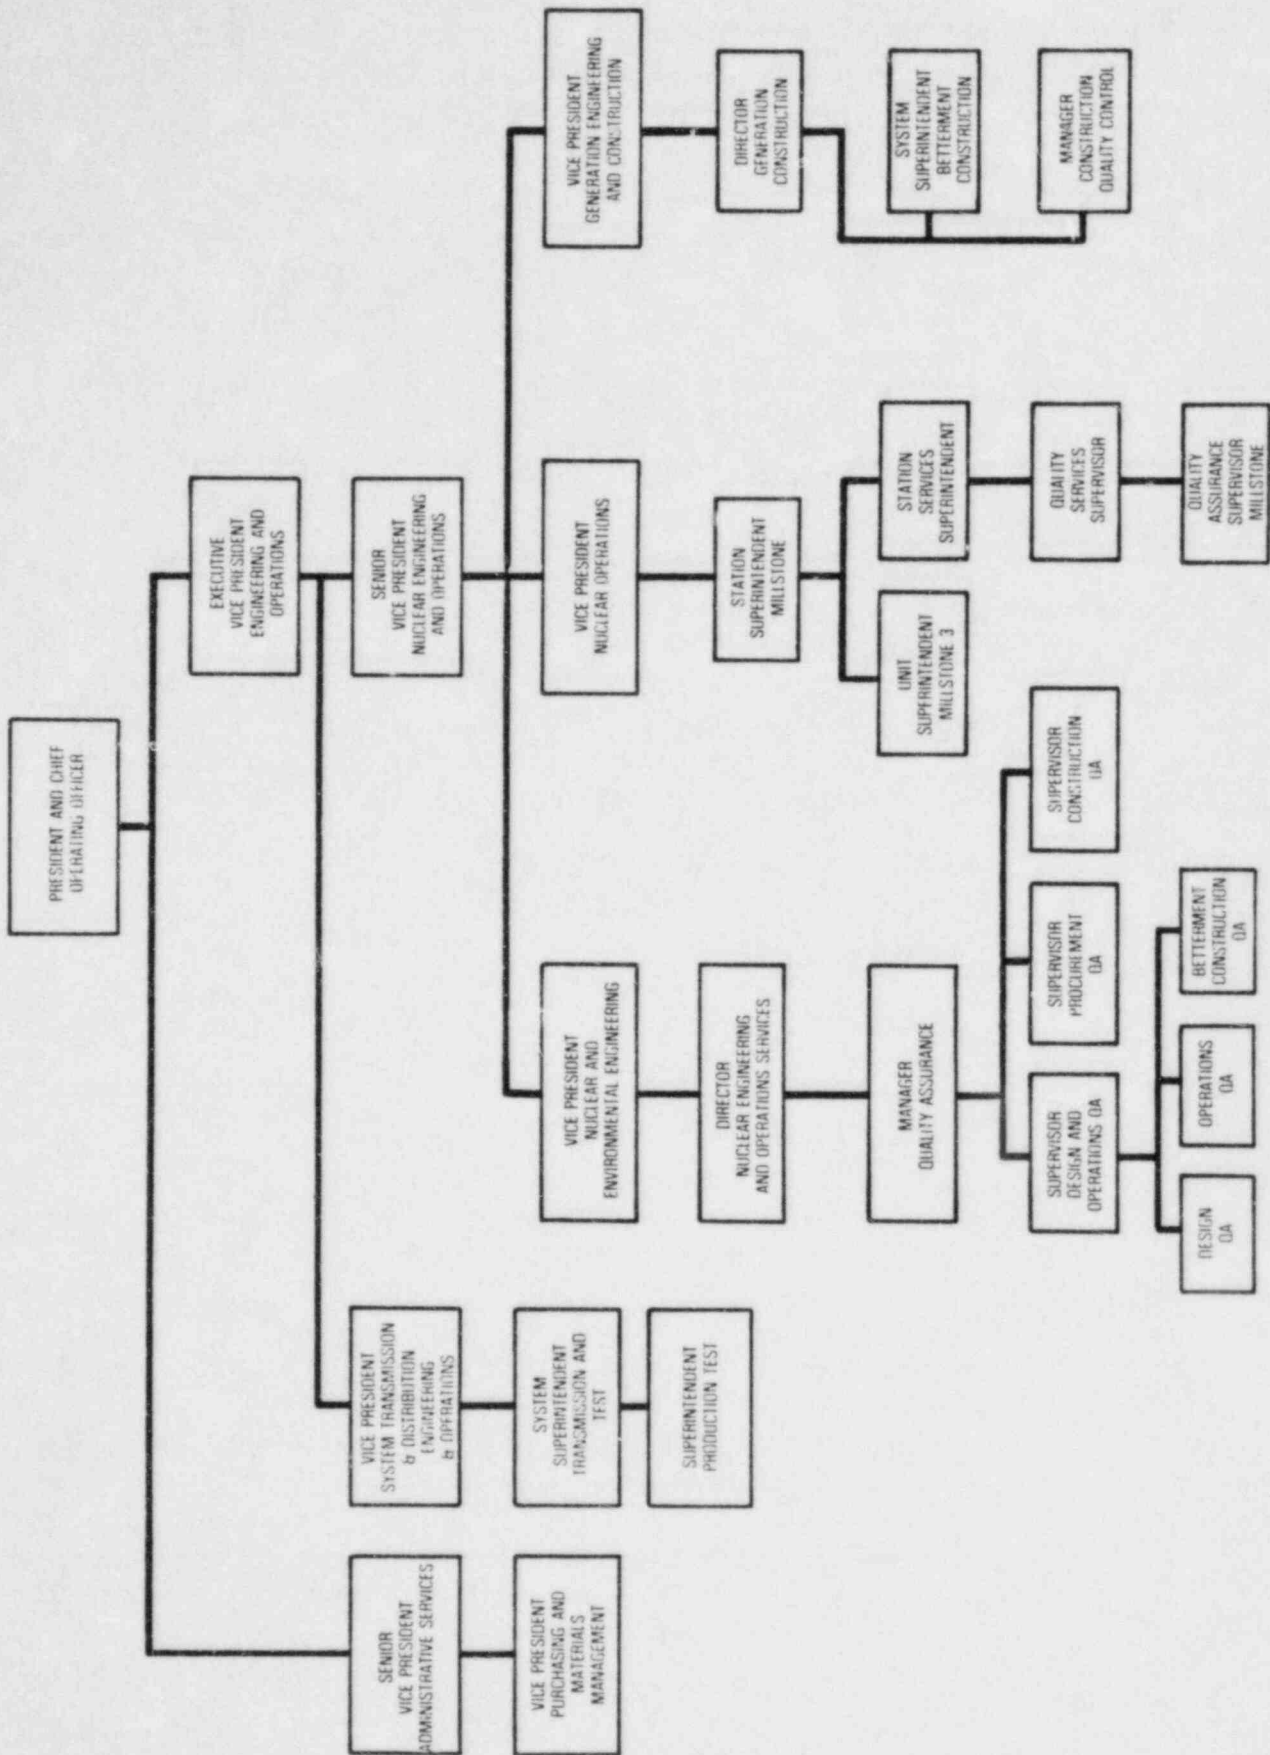 PRESIDENT AND CHIEF
OPERATING OFFICER
EXECUTIVE
VICE PRESIDENT
ENGINEERING AND
OPERATIONS
SENIOR
VICE PRESIDENT
ADMINISTRATIVE SERVICES
VICE PRESIDENT
SYSTEM TRANSMISSION
& DISTRIBUTION
ENGINEERING
& OPERATIONS
SENIOR
VICE PRESIDENT
NUCLEAR ENGINEERING
AND OPERATIONS
VICE PRESIDENT
PURCHASING AND
MATERIALS
MANAGEMENT
SYSTEM
SUPERINTENDENT
TRANSMISSION AND
TEST
SUPERINTENDENT
PRODUCTION TEST
VICE PRESIDENT
NUCLEAR AND
ENVIRONMENTAL ENGINEERING
VICE PRESIDENT
NUCLEAR OPERATIONS
VICE PRESIDENT
GENERATION ENGINEERING
AND CONSTRUCTION
DIRECTOR
NUCLEAR ENGINEERING
AND OPERATIONS SERVICES
STATION
SUPERINTENDENT
MILLSTONE
DIRECTOR
GENERATION
CONSTRUCTION
MANAGER
QUALITY ASSURANCE
UNIT
SUPERINTENDENT
MILLSTONE 3
STATION
SERVICES
SUPERINTENDENT
SYSTEM
SUPERINTENDENT
BETTERMENT
CONSTRUCTION
SUPERVISOR
DESIGN AND
OPERATIONS QA
SUPERVISOR
PROCUREMENT
QA
SUPERVISOR
CONSTRUCTION
QA
QUALITY
SERVICES
SUPERVISOR
MANAGER
CONSTRUCTION
QUALITY CONTROL
DESIGN
QA
OPERATIONS
QA
BETTERMENT
CONSTRUCTION
QA
QUALITY
ASSURANCE
SUPERVISOR
MILLSTONE